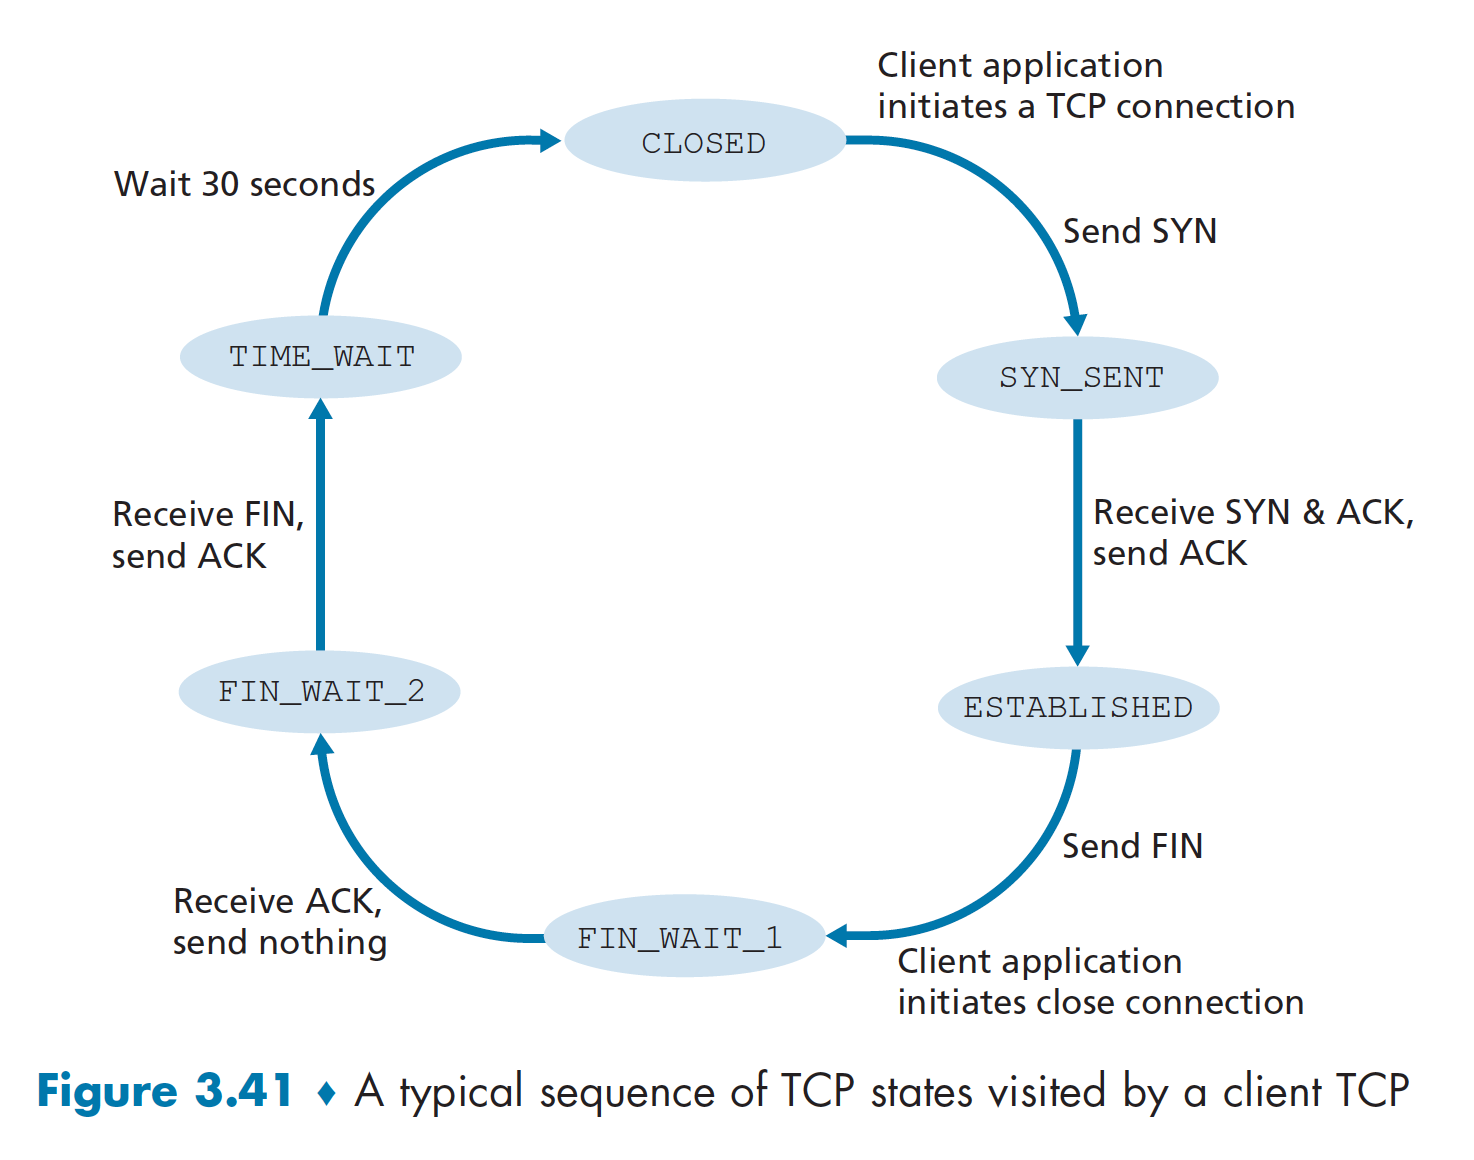 Client application
initiates a TCP connection
CLOSED
Wait 30 seconds
Send SYN
TIME_WAIT
SYN_SENT
Receive FIN,
send ACK
Receive SYN & ACK,
send ACK
FIN_WAIT_2
ESTABLISHED
Send FIN
Receive ACK,
send nothing
FIN_WAIT_1
Client application
initiates close connection
Figure 3.41 ♦ A typical sequence of TCP states visited by a client TCP